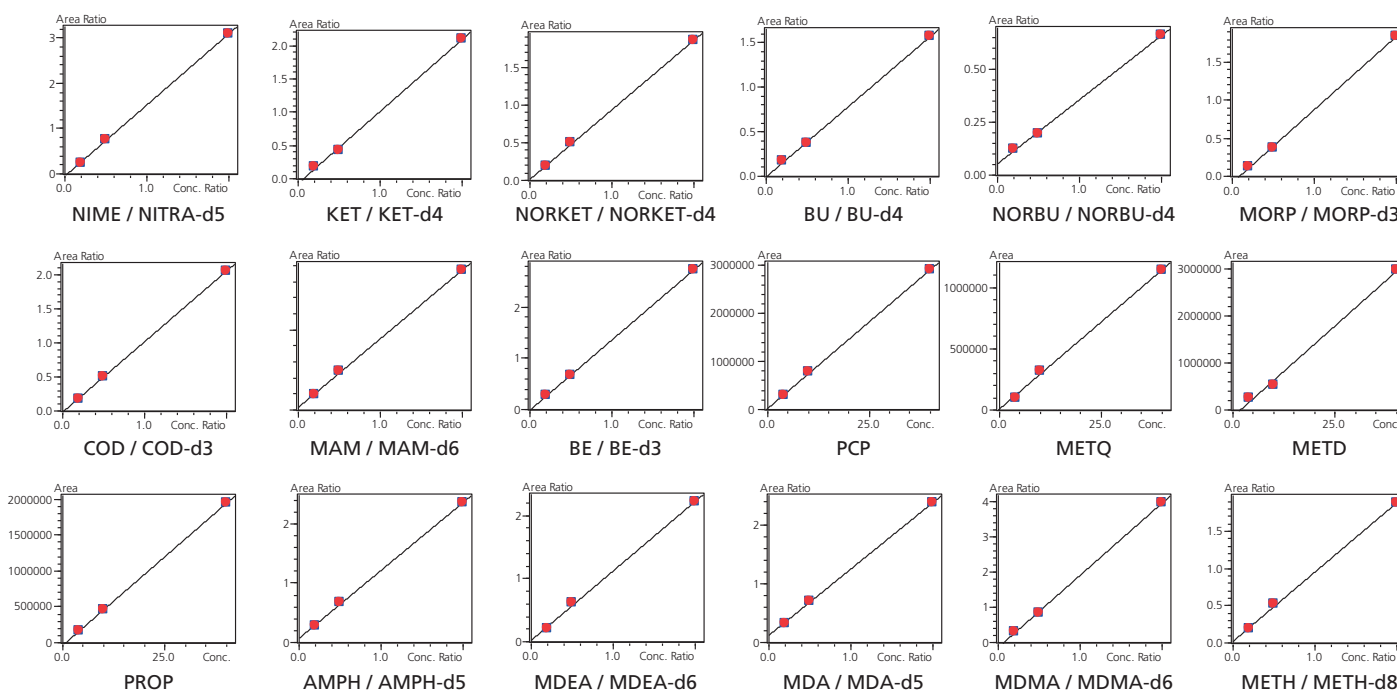 Area Ratio
3
2
1
0
0.0 1.0 Conc. Ratio
NIME / NITRA-d5
Area Ratio
2.0
1.5
1.0
0.5
0.0
0.0 1.0 Conc. Ratio
KET / KET-d4
Area Ratio
1.5
1.0
0.5
0.0
0.0 1.0 Conc. Ratio
NORKET / NORKET-d4
Area Ratio
1.5
1.0
0.5
0.0
0.0 1.0 Conc. Ratio
BU / BU-d4
Area Ratio
0.50
0.25
0.00
0.0 1.0 Conc. Ratio
NORBU / NORBU-d4
Area Ratio
1.5
1.0
0.5
0.0
0.0 1.0 Conc. Ratio
MORP / MORP-d3
Area Ratio
2.0
1.5
1.0
0.5
0.0
0.0 1.0 Conc. Ratio
COD / COD-d3
Area Ratio
0.0 1.0 Conc. Ratio
MAM / MAM-d6
Area Ratio
2
1
0
0.0 1.0 Conc. Ratio
BE / BE-d3
Area
3000000
2000000
1000000
0
0.0 25.0 Conc.
PCP
Area
1000000
500000
0
0.0 25.0 Conc.
METQ
Area
3000000
2000000
1000000
0
0.0 25.0 Conc
METD
Area
2000000
1500000
1000000
500000
0
0.0 25.0 Conc.
PROP
Area Ratio
2
1
0
0.0 1.0 Conc. Ratio
AMPH / AMPH-d5
Area Ratio
2
1
0
0.0 1.0 Conc. Ratio
MDEA / MDEA-d6
Area Ratio
2
1
0
0.0 1.0 Conc. Ratio
MDA / MDA-d5
Area Ratio
4
3
2
1
0
0.0 1.0 Conc. Ratio
MDMA / MDMA-d6
Area Ratio
1.5
1.0
0.5
0.0
0.0 1.0 Conc. Ratio
METH / METH-d8